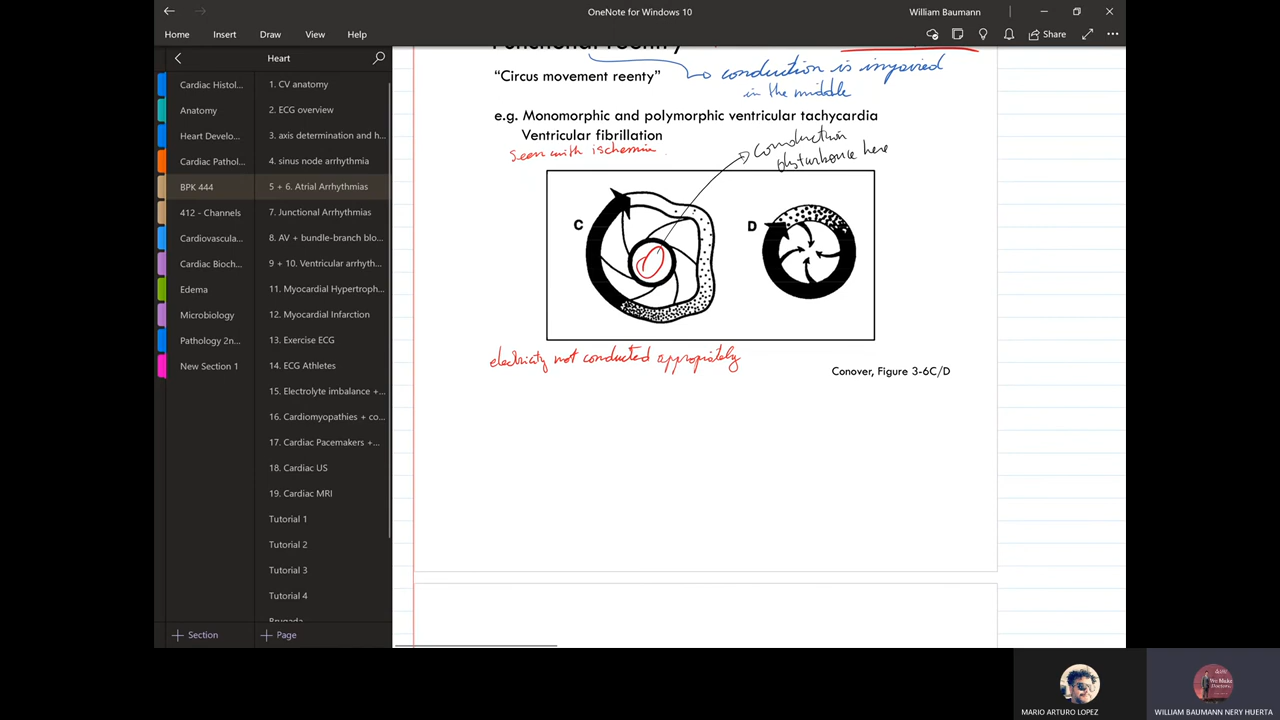 OneNote for Windows 10
William Baumann
Home
Insert
Draw
View
Help
Share
Heart
Cardiac Histol...
Anatomy
Heart Develo...
Cardiac Pathol...
BPK 444
412 - Channels
Cardiovascula...
Cardiac Bioch...
Edema
Microbiology
Pathology 2n...
New Section 1
Section
1. CV anatomy
2. ECG overview
3. axis determination and h...
4. sinus node arrhythmia
5 + 6. Atrial Arrhythmias
7. Junctional Arrhythmias
8. AV + bundle-branch blo...
9 + 10. Ventricular arryth...
11. Myocardial Hypertroph...
12. Myocardial Infarction
13. Exercise ECG
14. ECG Athletes
15. Electrolyte imbalance +...
16. Cardiomyopathies + co...
17. Cardiac Pacemakers +...
18. Cardiac US
19. Cardiac MRI
Tutorial 1
Tutorial 2
Tutorial 3
Tutorial 4
Brugada
Page
Functional reentry
conduction is impaired
in the middle
"Circus movement reenty"
e.g. Monomorphic and polymorphic ventricular tachycardia
Ventricular fibrillation
seen with ischemia
conduction
disturbance here
C
D
electricity not conducted appropriately
Conover, Figure 3-6C/D
MARIO ARTURO LOPEZ
WILLIAM BAUMANN NERY HUERTA